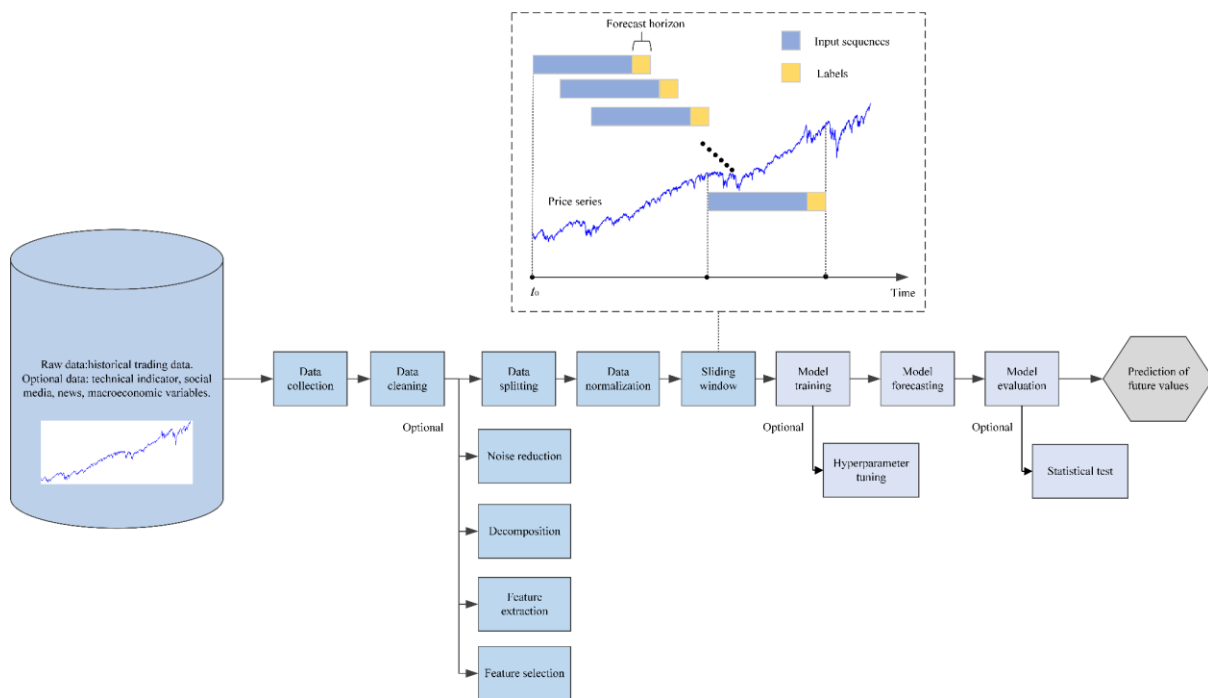 Forecast horizon
Input sequences
Labels
Price series
t₀
Time
Raw data:historical trading data.
Optional data: technical indicator, social
media, news, macroeconomic variables.
Data
collection
Data
cleaning
Data
splitting
Data
normalization
Sliding
window
Model
training
Model
forecasting
Model
evaluation
Prediction of
future values
Optional
Optional
Optional
Noise reduction
Hyperparameter
tuning
Statistical test
Decomposition
Feature
extraction
Feature selection